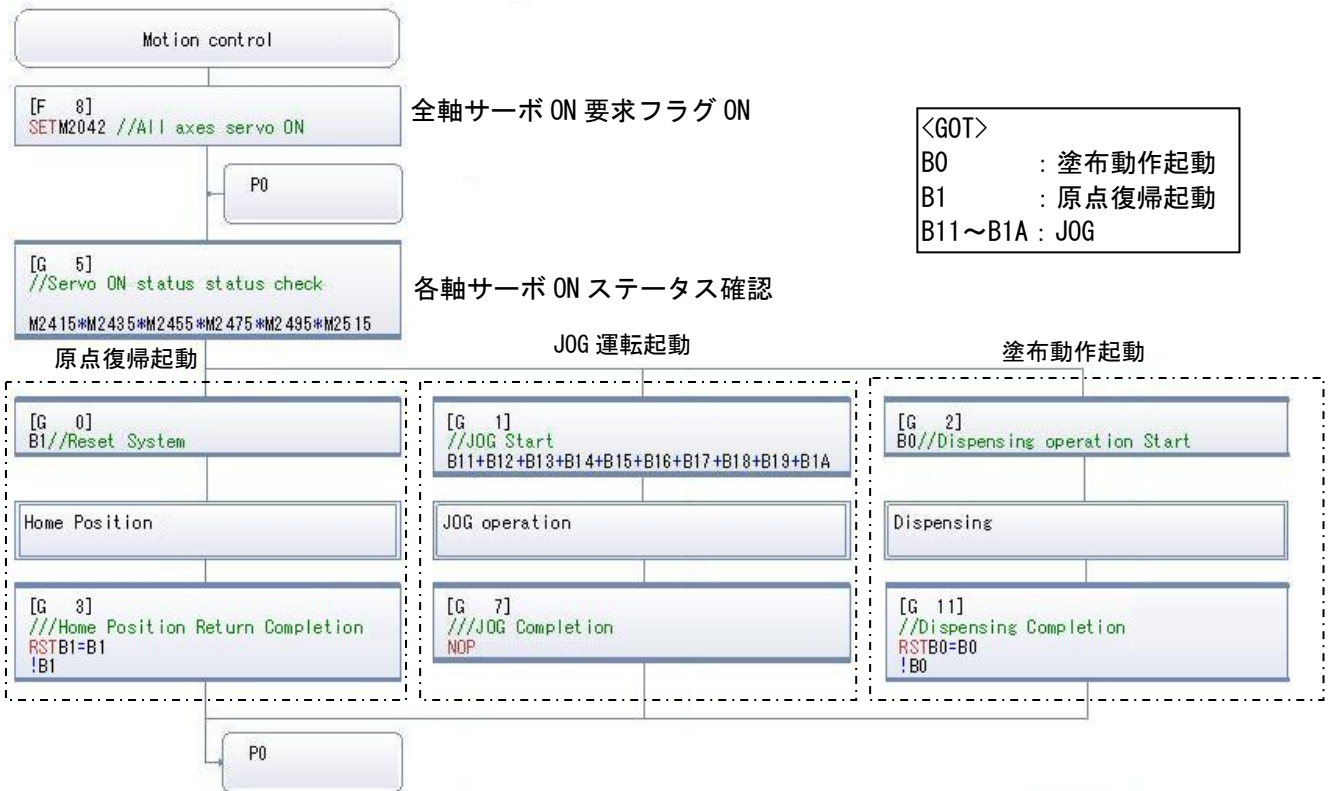 Motion control
[F 8]
SETM2042 //All axes servo ON
全軸サーボ ON 要求フラグ ON
<GOT>
B0 : 塗布動作起動
B1 : 原点復帰起動
B11～B1A : JOG
P0
[G 5]
//Servo ON status status check
M2415*M2435*M2455*M2475*M2495*M2515
各軸サーボ ON ステータス確認
原点復帰起動
JOG 運転起動
塗布動作起動
[G 0]
B1//Reset System
[G 1]
//JOG Start
B11+B12+B13+B14+B15+B16+B17+B18+B19+B1A
[G 2]
B0//Dispensing operation Start
Home Position
JOG operation
Dispensing
[G 3]
///Home Position Return Completion
RSTB1=B1
!B1
[G 7]
///JOG Completion
NOP
[G 11]
//Dispensing Completion
RSTB0=B0
!B0
P0